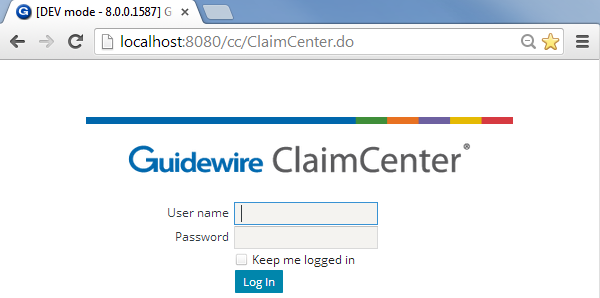 [DEV mode - 8.0.0.1587] G
localhost:8080/cc/ClaimCenter.do
Guidewire ClaimCenter®
User name
Password
Keep me logged in
Log In